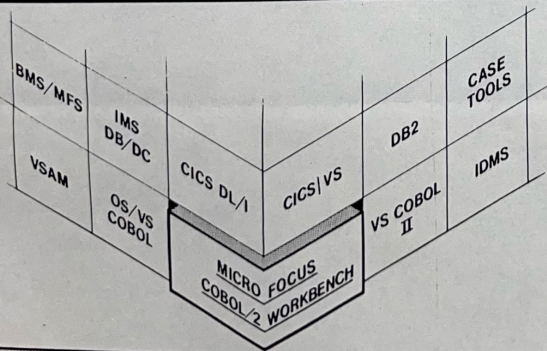 BMS/MFS
IMS
DB/DC
CICS DL/I
CICS|VS
DB2
CASE
TOOLS
VSAM
OS/VS
COBOL
MICRO FOCUS
COBOL/2 WORKBENCH
VS COBOL
II
IDMS